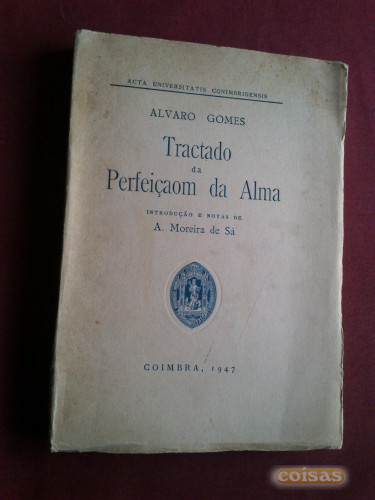 ACTA UNIVERSITATIS CONIMBRIGENSIS
ALVARO GOMES
Tractado
da
Perfeiçaom da Alma
INTRODUÇÃO E NOTAS DE
A. Moreira de Sá
COIMBRA, 1947
coisas